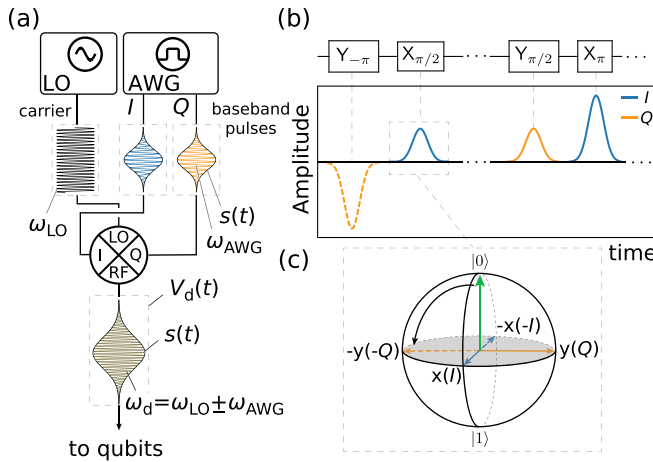 (a)
LO
AWG
carrier
I
Q
baseband
pulses
ω_LO
s(t)
ω_AWG
LO
I
Q
RF
V_d(t)
s(t)
ω_d=ω_LO±ω_AWG
to qubits
(b)
Y_−π
X_π/2
···
Y_π/2
X_π
···
Amplitude
I
Q
···
···
time
(c)
|0⟩
-x(-I)
-y(-Q)
y(Q)
x(I)
|1⟩